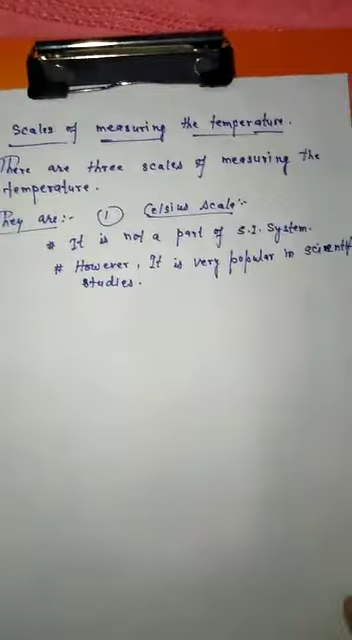 Scales of measuring the temperature.
There are three scales of measuring the
temperature.
They are:- 1 Celsius Scale:-
* It is not a part of S.I. System.
* However, It is very popular in scientif
studies.